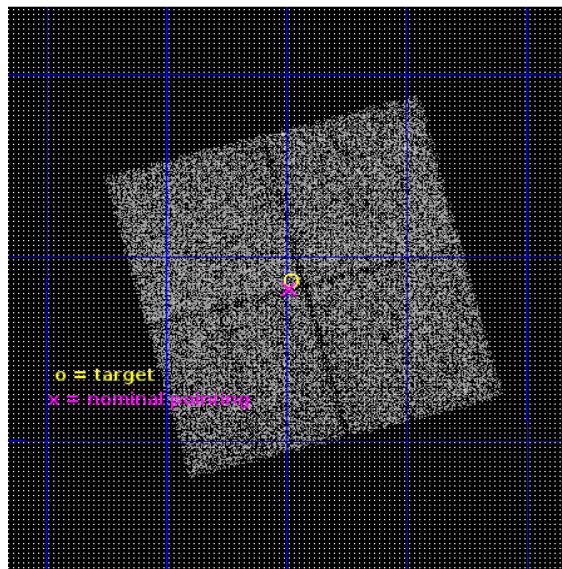 o = target
x = nominal pointing